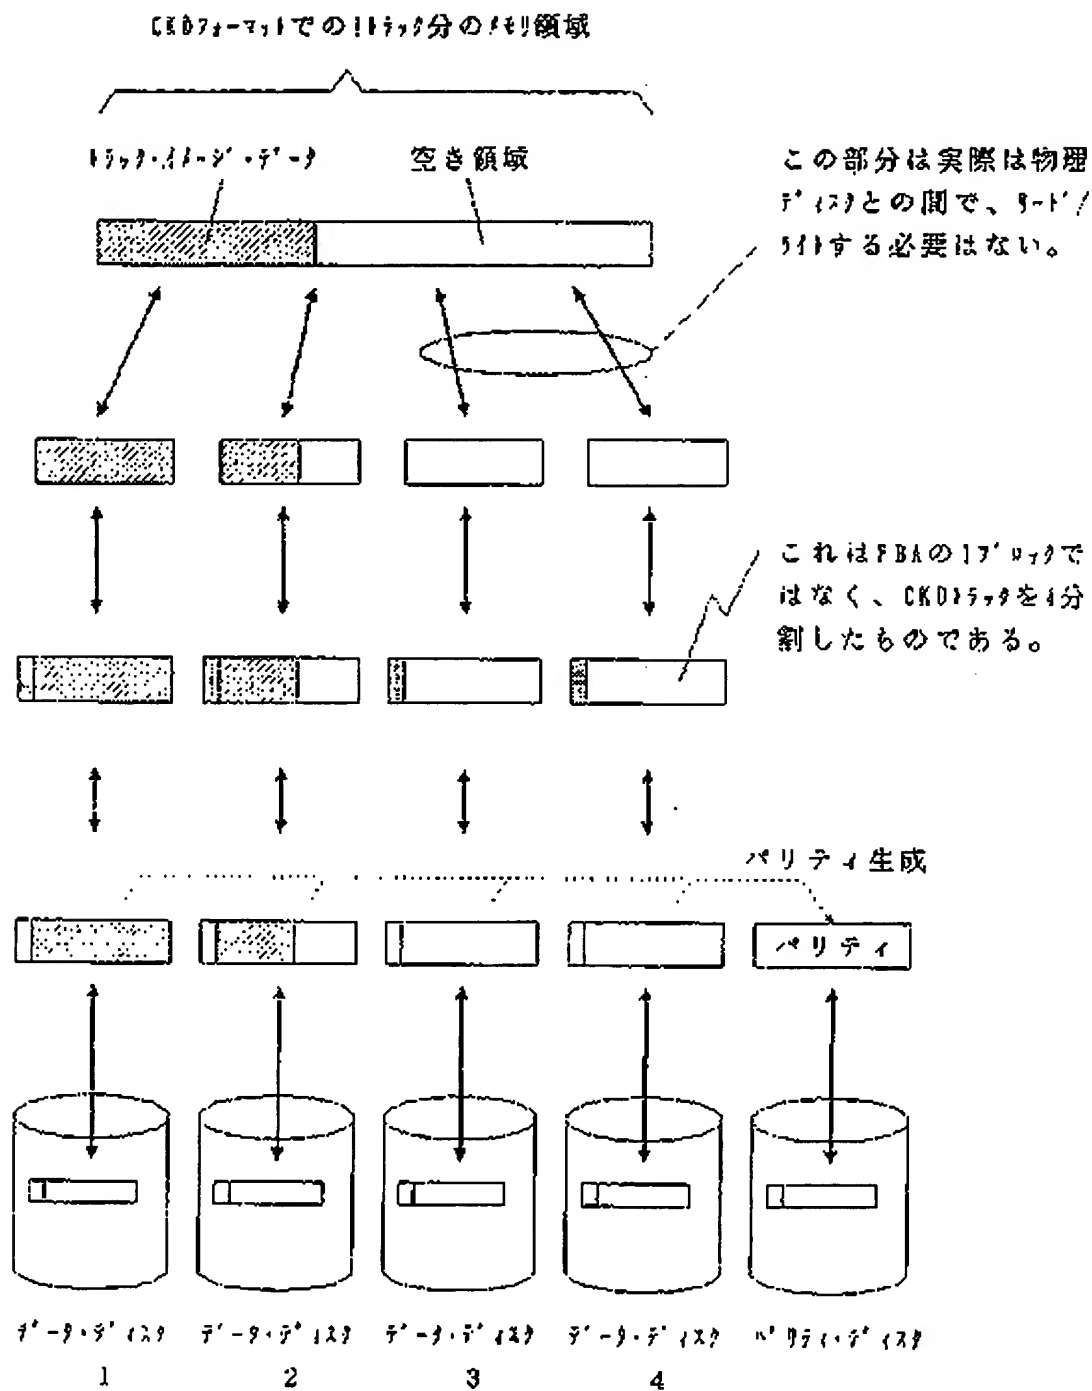 CKDフォーマットでの1トラック分のメモリ領域
トラック・イメージ・データ
空き領域
この部分は実際は物理
ディスクとの間で、リード/
ライトする必要はない。
これはFBAの1ブロックで
はなく、CKDトラックを4分
割したものである。
パリティ生成
パリティ
データ・ディスク
1
データ・ディスク
2
データ・ディスク
3
データ・ディスク
4
パリティ・ディスク